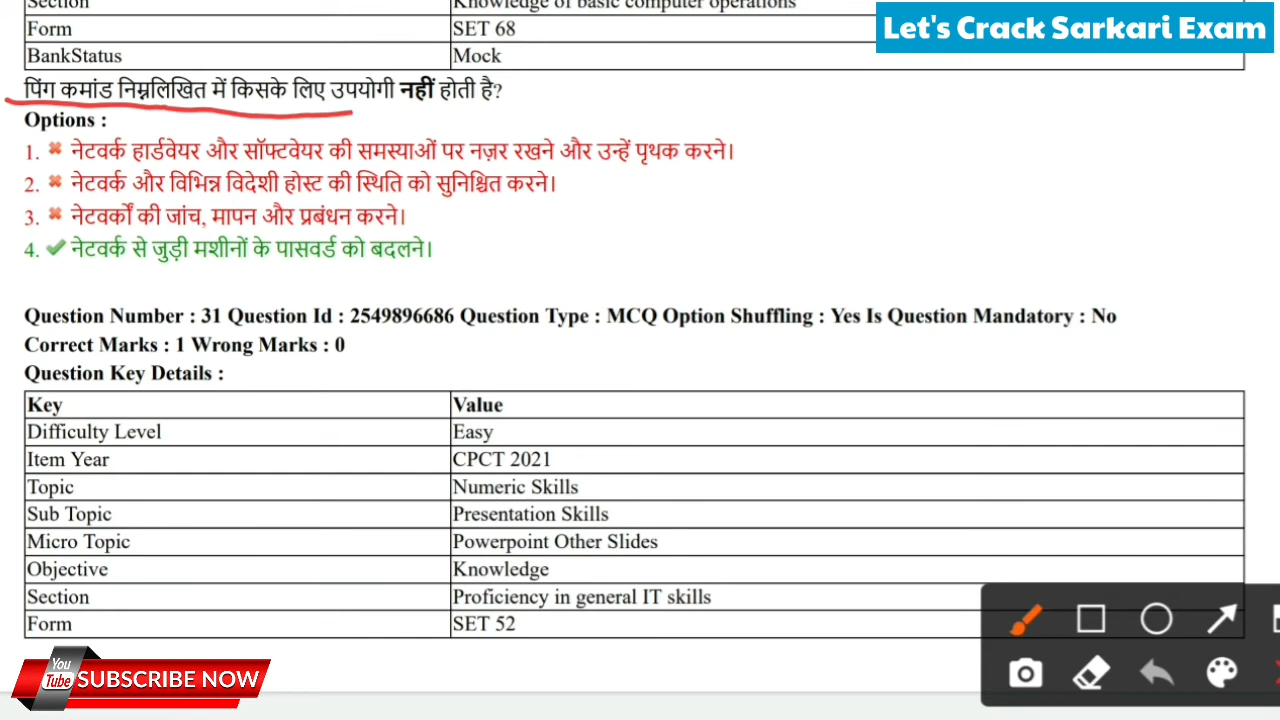 Section Knowledge of basic computer operations
Let's Crack Sarkari Exam
Form SET 68
BankStatus Mock
पिंग कमांड निम्नलिखित में किसके लिए उपयोगी नहीं होती है?
Options :
1. नेटवर्क हार्डवेयर और सॉफ्टवेयर की समस्याओं पर नज़र रखने और उन्हें पृथक करने।
2. नेटवर्क और विभिन्न विदेशी होस्ट की स्थिति को सुनिश्चित करने।
3. नेटवर्कों की जांच, मापन और प्रबंधन करने।
4. नेटवर्क से जुड़ी मशीनों के पासवर्ड को बदलने।
Question Number : 31 Question Id : 2549896686 Question Type : MCQ Option Shuffling : Yes Is Question Mandatory : No
Correct Marks : 1 Wrong Marks : 0
Question Key Details :
Key Value
Difficulty Level Easy
Item Year CPCT 2021
Topic Numeric Skills
Sub Topic Presentation Skills
Micro Topic Powerpoint Other Slides
Objective Knowledge
Section Proficiency in general IT skills
Form SET 52
You
Tube SUBSCRIBE NOW